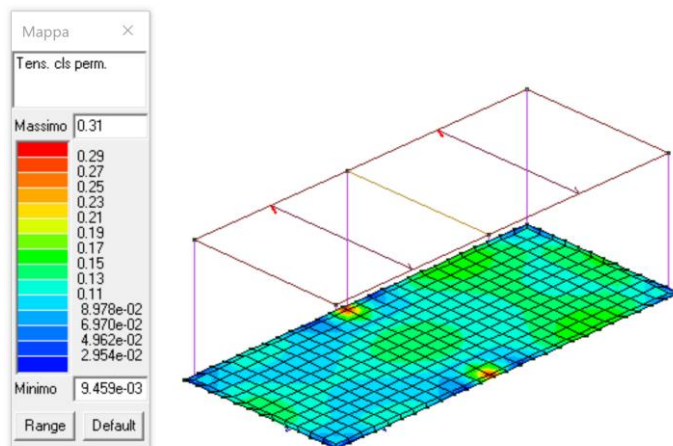 Mappa
Tens. cls perm.
Massimo 0.31
0.29
0.27
0.25
0.23
0.21
0.19
0.17
0.15
0.13
0.11
8.978e-02
6.970e-02
4.962e-02
2.954e-02
Minimo 9.459e-03
Range Default